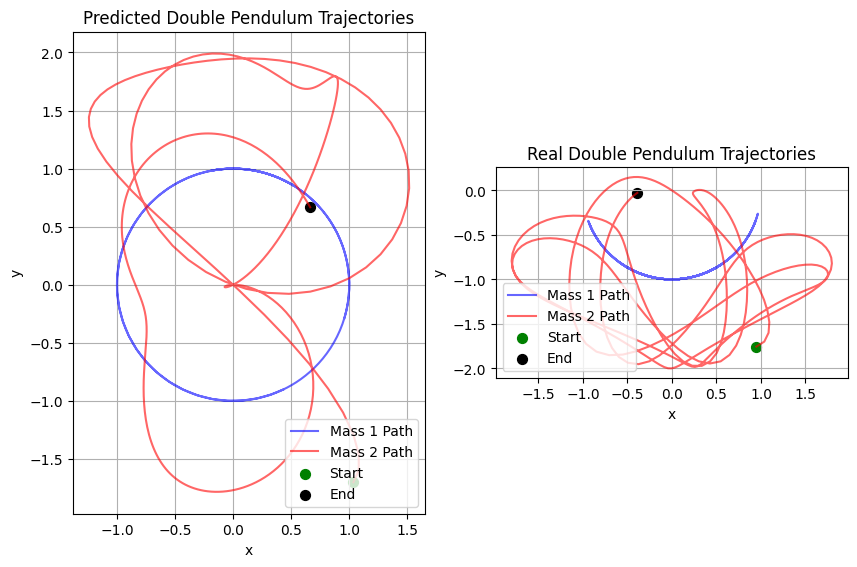 Predicted Double Pendulum Trajectories
2.0
1.5
1.0
0.5
0.0
−0.5
−1.0
−1.5
y
−1.0
−0.5
0.0
0.5
1.0
1.5
x
Mass 1 Path
Mass 2 Path
Start
End
Real Double Pendulum Trajectories
0.0
−0.5
−1.0
−1.5
−2.0
y
−1.5
−1.0
−0.5
0.0
0.5
1.0
1.5
x
Mass 1 Path
Mass 2 Path
Start
End